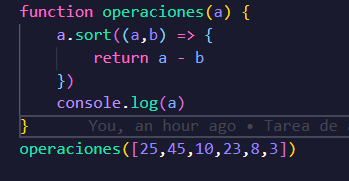 function operaciones(a) {
    a.sort((a,b) => {
        return a - b
    })
    console.log(a)
}        You, an hour ago • Tarea de
operaciones([25,45,10,23,8,3])